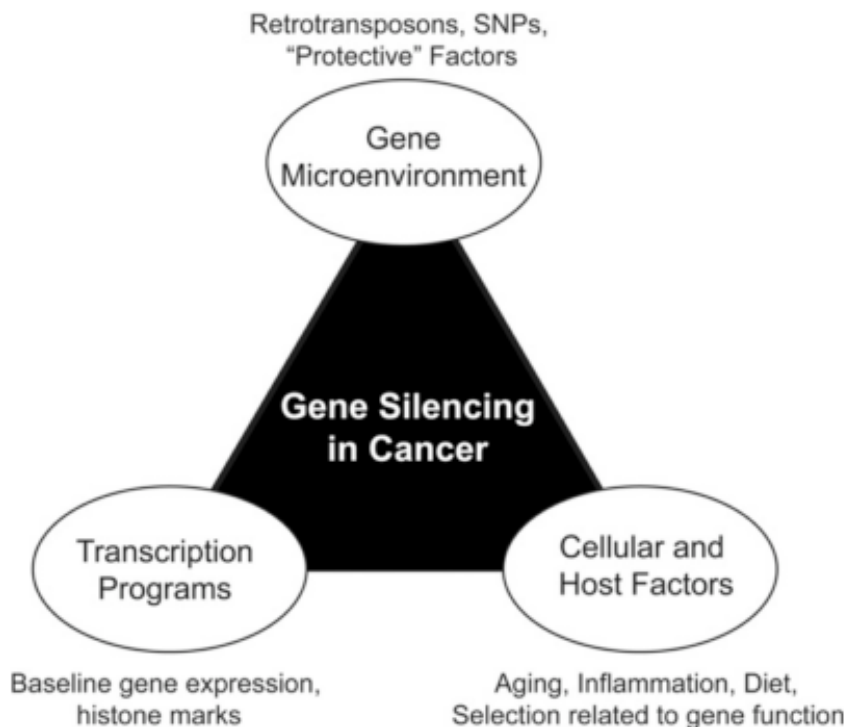 Retrotransposons, SNPs,
“Protective” Factors
Gene
Microenvironment
Gene Silencing
in Cancer
Transcription
Programs
Baseline gene expression,
histone marks
Cellular and
Host Factors
Aging, Inflammation, Diet,
Selection related to gene function